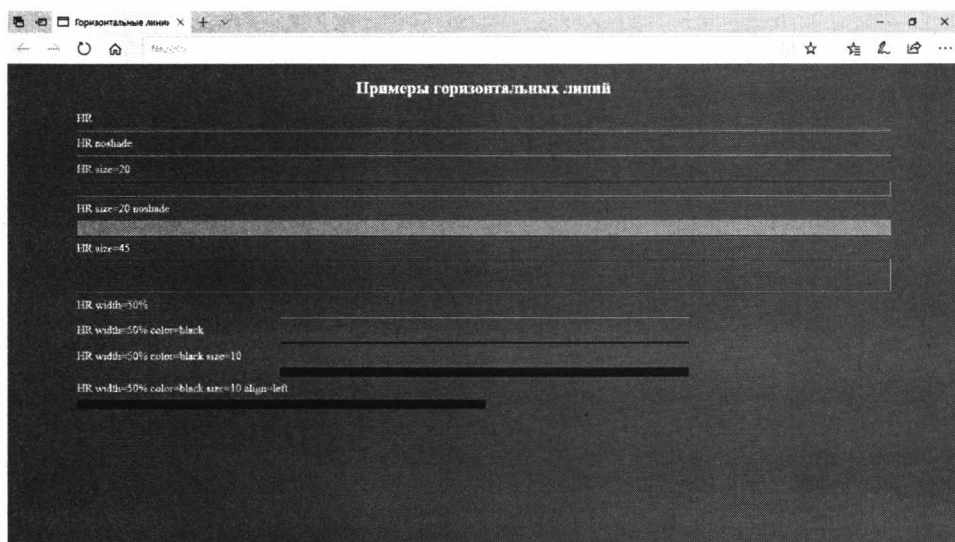 Горизонтальные лини
Примеры горизонтальных линий
HR
HR noshade
HR size=20
HR size=20 noshade
HR size=45
HR width=50%
HR width=50% color=black
HR width=50% color=black size=10
HR width=50% color=black size=10 align=left